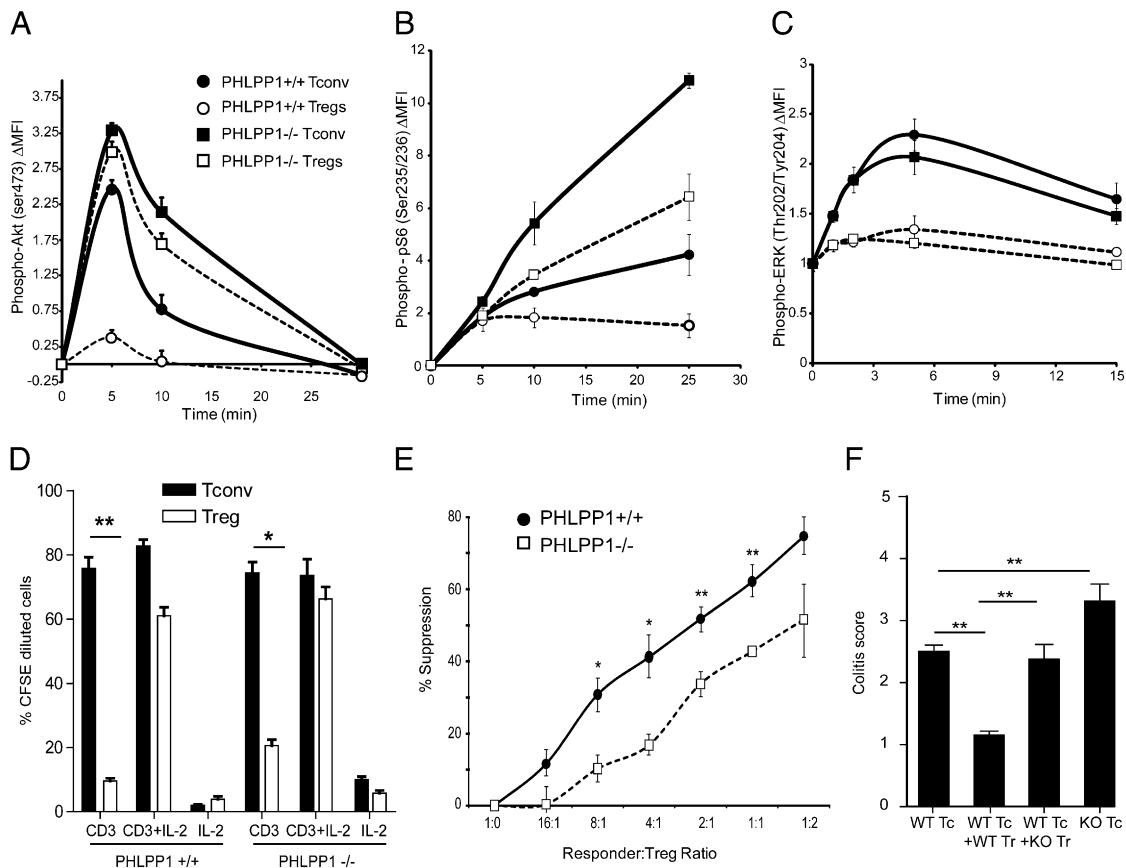 A
Phospho-Akt (ser473) ΔMFI
3.75
3.25
2.75
2.25
1.75
1.25
0.75
0.25
-0.25
PHLPP1+/+ Tconv
PHLPP1+/+ Tregs
PHLPP1-/- Tconv
PHLPP1-/- Tregs
0 5 10 15 20 25
Time (min)
B
Phospho-pS6 (Ser235/236) ΔMFI
12
10
8
6
4
2
0
0 5 10 15 20 25 30
Time (min)
C
Phospho-ERK (Thr202/Tyr204) ΔMFI
3
2.5
2
1.5
1
0.5
0
0 3 6 9 12 15
Time (min)
D
% CFSE diluted cells
100
80
60
40
20
0
Tconv
Treg
**
*
CD3 CD3+IL-2 IL-2 CD3 CD3+IL-2 IL-2
PHLPP1 +/+ PHLPP1 -/-
E
% Suppression
80
60
40
20
0
PHLPP1+/+
PHLPP1-/-
* * ** **
1:0 16:1 8:1 4:1 2:1 1:1 1:2
Responder:Treg Ratio
F
Colitis score
5
4
3
2
1
0
**
**
**
WT Tc WT Tc WT Tc KO Tc
+WT Tr +KO Tr